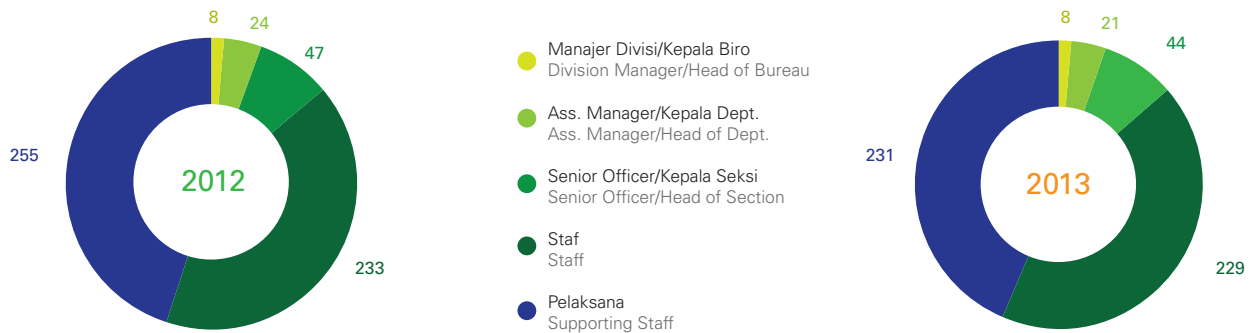 8
24
47
255
2012
233
Manajer Divisi/Kepala Biro
Division Manager/Head of Bureau
Ass. Manager/Kepala Dept.
Ass. Manager/Head of Dept.
Senior Officer/Kepala Seksi
Senior Officer/Head of Section
Staf
Staff
Pelaksana
Supporting Staff
8
21
44
231
2013
229